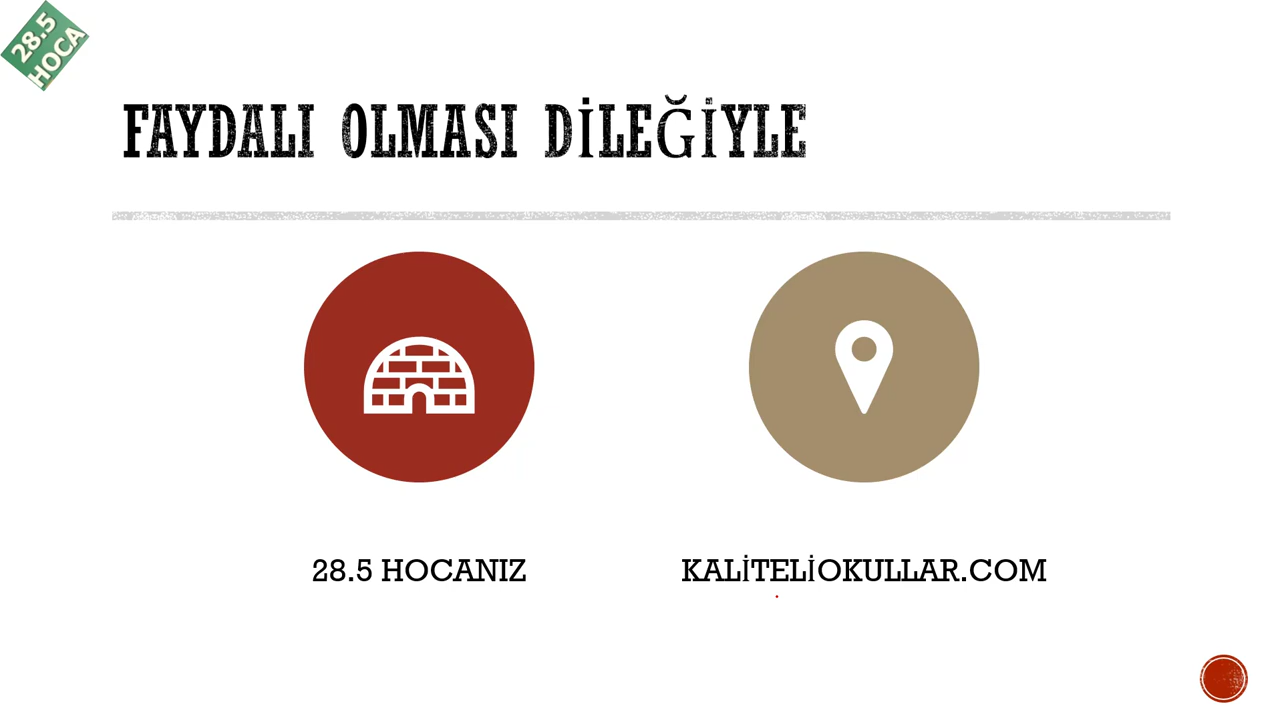 28.5
HOCA
FAYDALI OLMASI DİLEĞİYLE
28.5 HOCANIZ
KALİTELİOKULLAR.COM